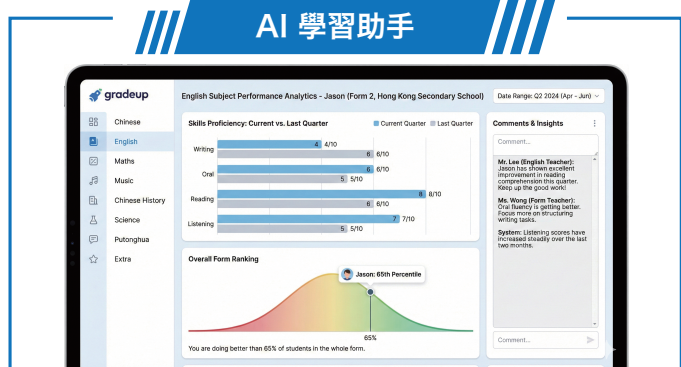 AI 學習助手
gradeup
English Subject Performance Analytics - Jason (Form 2, Hong Kong Secondary School)
Date Range: Q2 2024 (Apr - Jun)
Chinese
English
Maths
Music
Chinese History
Science
Putonghua
Extra
Skills Proficiency: Current vs. Last Quarter
Current Quarter
Last Quarter
Writing
4
4/10
6
6/10
Oral
6
6/10
5
5/10
Reading
8
8/10
6
6/10
Listening
7
7/10
5
5/10
Overall Form Ranking
Jason: 65th Percentile
65%
You are doing better than 65% of students in the whole form.
Comments & Insights
Comment...
Mr. Lee (English Teacher):
Jason has shown excellent
improvement in reading
comprehension this quarter.
Keep up the good work!
Ms. Wong (Form Teacher):
Oral fluency is getting better.
Focus more on structuring
writing tasks.
System: Listening scores have
increased steadily over the last
two months.
Comment...